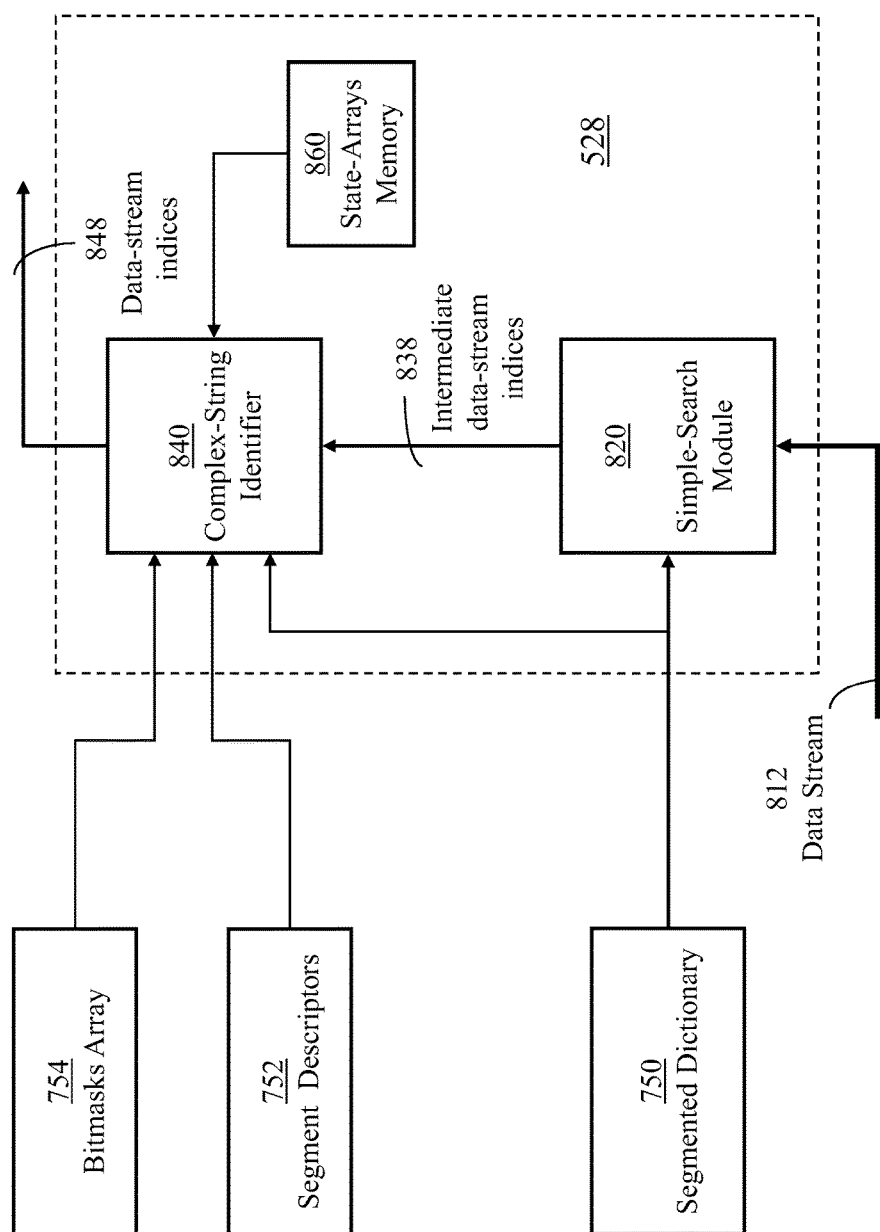 754
Bitmasks Array
752
Segment Descriptors
750
Segmented Dictionary
812
Data Stream
840
Complex-String
Identifier
848
Data-stream
indices
838
Intermediate
data-stream
indices
820
Simple-Search
Module
860
State-Arrays
Memory
528